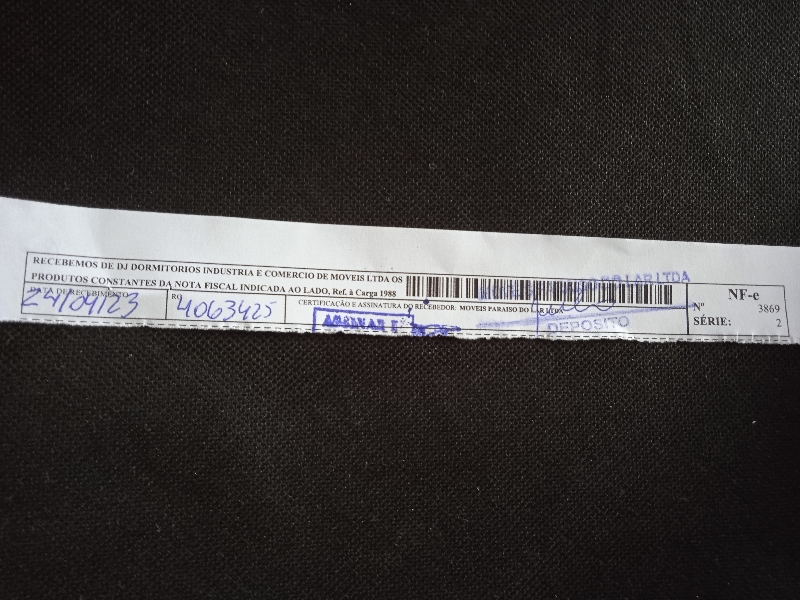 RECEBEMOS DE DJ DORMITORIOS INDUSTRIA E COMERCIO DE MOVEIS LTDA OS
PRODUTOS CONSTANTES DA NOTA FISCAL INDICADA AO LADO, Ref. à Carga 1988
NF-e
Nº 3869
SÉRIE: 2
DATA DE RECEBIMENTO
24/04/23
RG
4063425
CERTIFICAÇÃO E ASSINATURA DO RECEBEDOR: MOVEIS PARAISO DO LAR LTDA
LAR LTDA
DEPOSITO